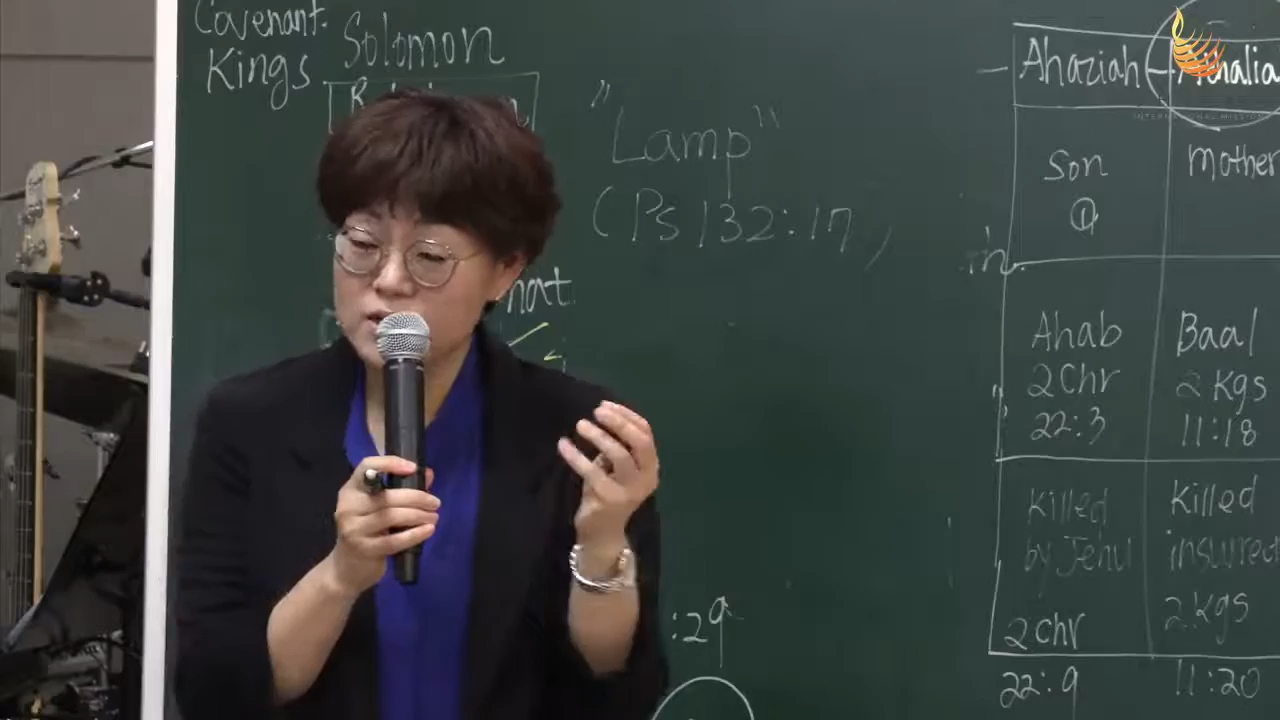 Covenant
Kings
Solomon
"Lamp"
(Ps 132:17,
:29
Ahaziah
Son
①
Ahab
2 Chr
22:3
Killed
by Jehu
2 Chr
22:9
Mother
Baal
2 Kgs
11:18
Killed
2 Kgs
11:20